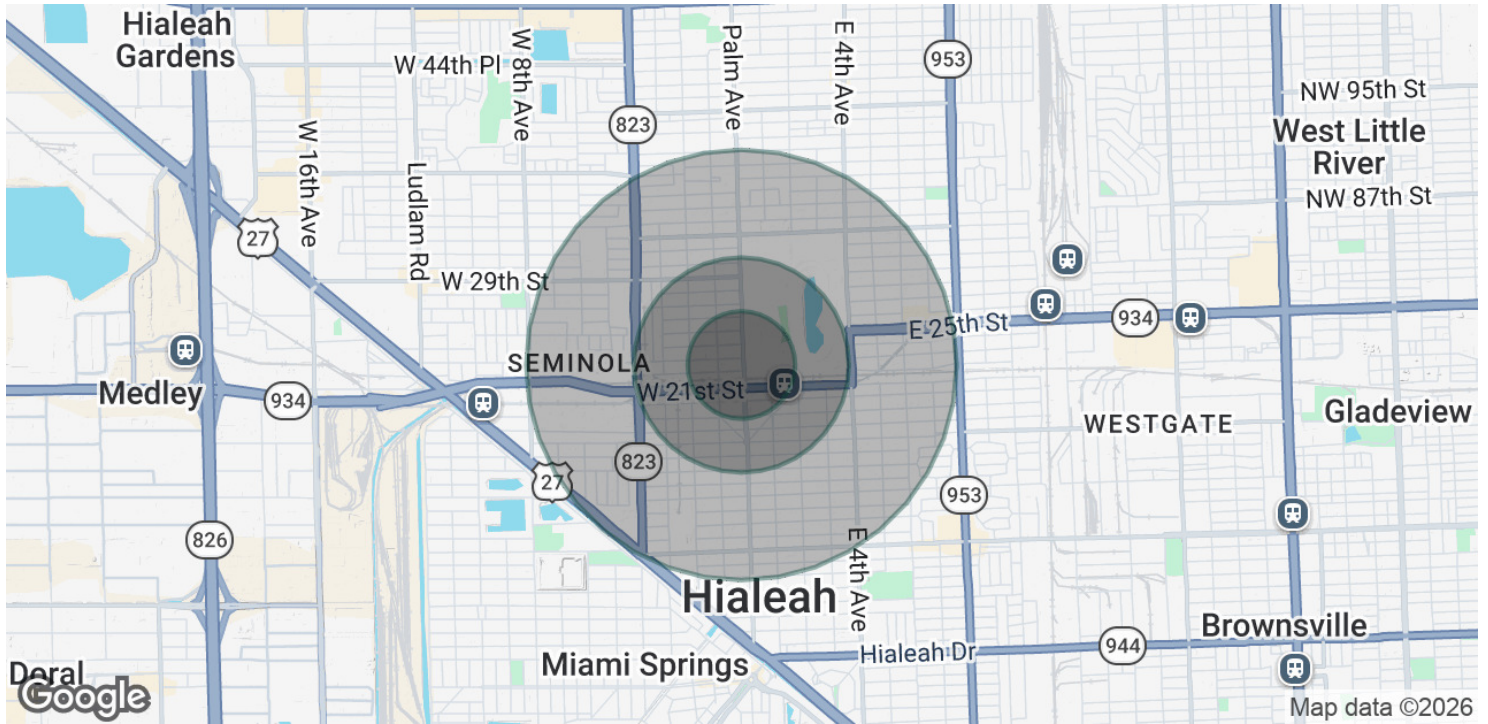 Hialeah
Gardens
W 44th Pl
W 8th Ave
Palm Ave
E 4th Ave
953
NW 95th St
823
West Little
River
W 16th Ave
Ludlam Rd
NW 87th St
27
W 29th St
934
E 25th St
SEMINOLA
Medley
934
W 21st St
Gladeview
WESTGATE
823
27
953
826
E 4th Ave
Hialeah
Brownsville
944
Hialeah Dr
Miami Springs
Doral
Google
Map data ©2026